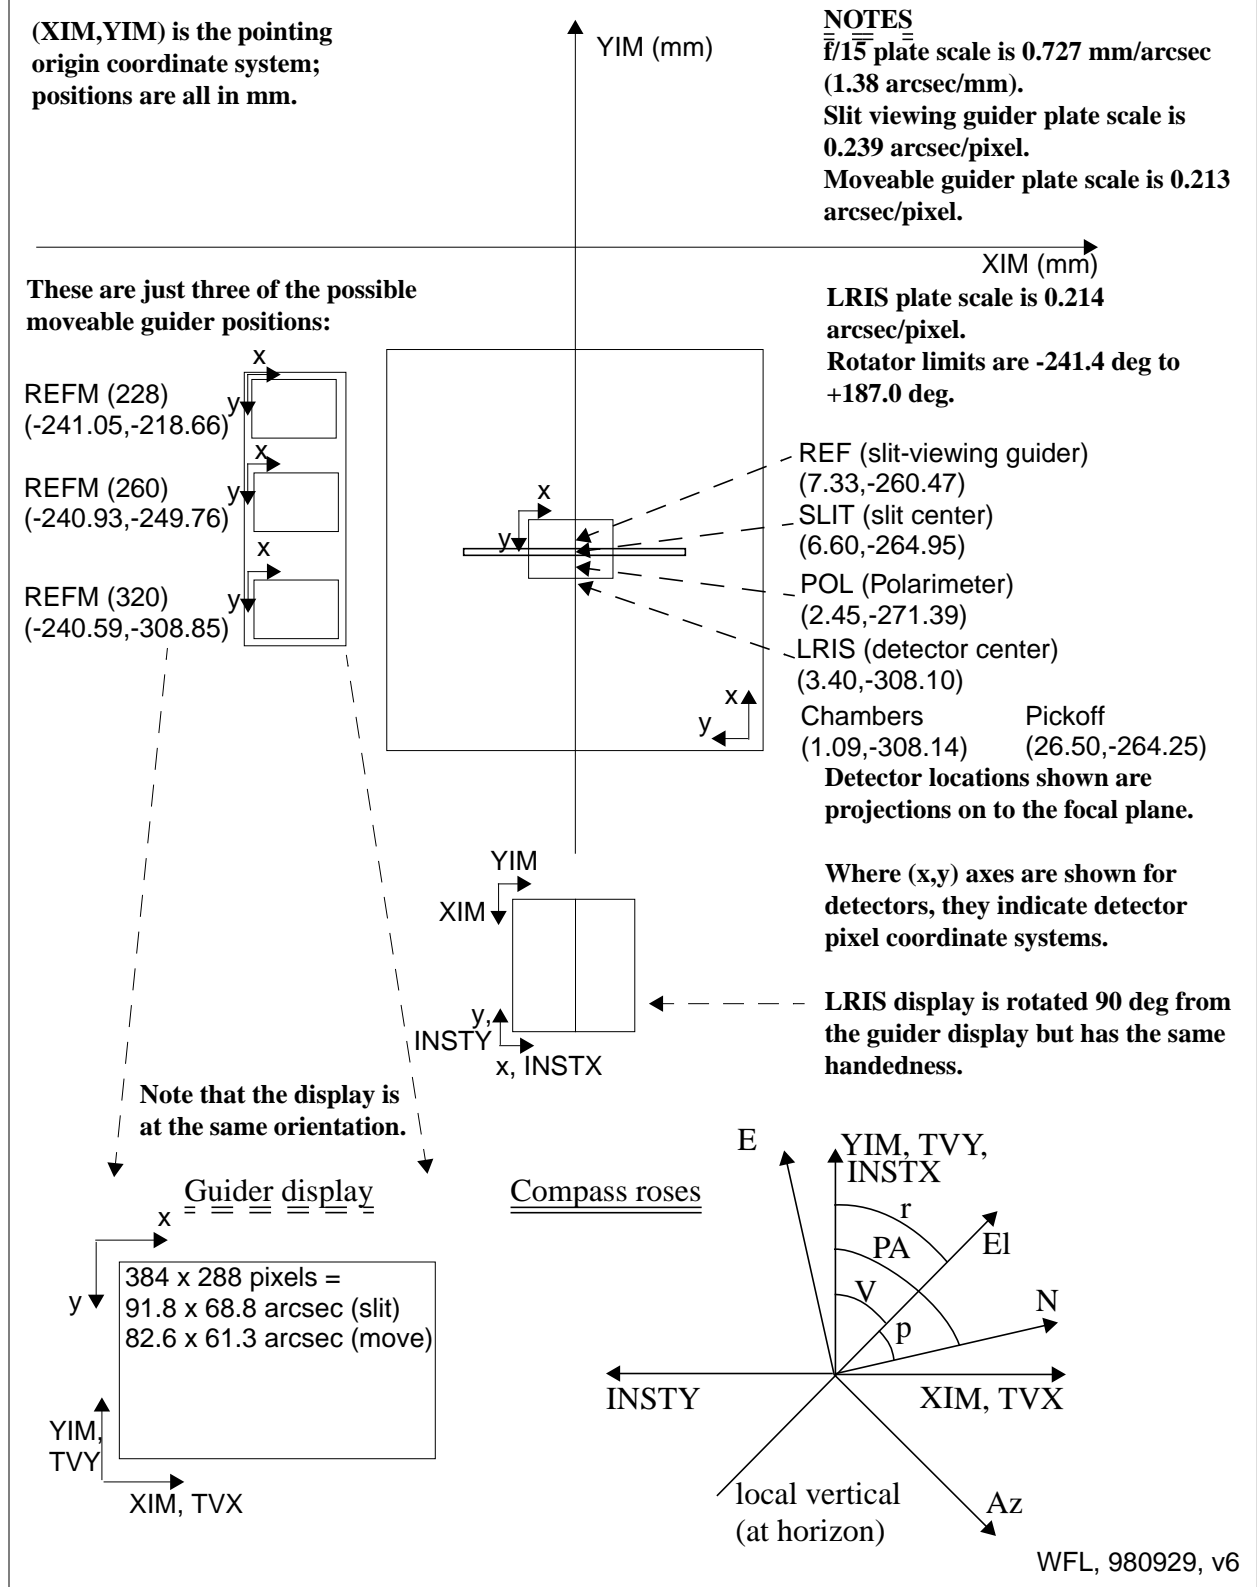 (XIM,YIM) is the pointing
origin coordinate system;
positions are all in mm.
YIM (mm)
NOTES
f/15 plate scale is 0.727 mm/arcsec
(1.38 arcsec/mm).
Slit viewing guider plate scale is
0.239 arcsec/pixel.
Moveable guider plate scale is 0.213
arcsec/pixel.
XIM (mm)
These are just three of the possible
moveable guider positions:
LRIS plate scale is 0.214
arcsec/pixel.
Rotator limits are -241.4 deg to
+187.0 deg.
x
y
REFM (228)
(-241.05,-218.66)
x
y
REFM (260)
(-240.93,-249.76)
x
y
REFM (320)
(-240.59,-308.85)
x
y
REF (slit-viewing guider)
(7.33,-260.47)
SLIT (slit center)
(6.60,-264.95)
POL (Polarimeter)
(2.45,-271.39)
LRIS (detector center)
(3.40,-308.10)
x
y
Chambers
(1.09,-308.14)
Pickoff
(26.50,-264.25)
Detector locations shown are
projections on to the focal plane.
YIM
XIM
Where (x,y) axes are shown for
detectors, they indicate detector
pixel coordinate systems.
y,
INSTY
x, INSTX
LRIS display is rotated 90 deg from
the guider display but has the same
handedness.
Note that the display is
at the same orientation.
Guider display
x
y
384 x 288 pixels =
91.8 x 68.8 arcsec (slit)
82.6 x 61.3 arcsec (move)
YIM,
TVY
XIM, TVX
Compass roses
E
YIM, TVY,
INSTX
r
El
PA
V
N
p
INSTY
XIM, TVX
local vertical
(at horizon)
Az
WFL, 980929, v6